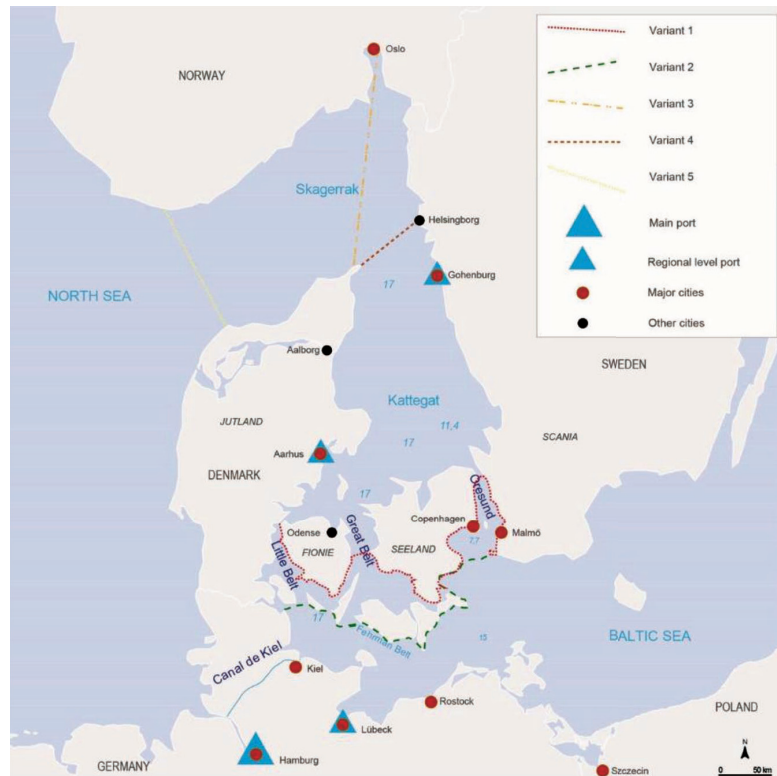 Oslo
NORWAY
Skagerrak
Helsingborg
17
Gohenburg
NORTH SEA
Aalborg
SWEDEN
Kattegat
JUTLAND
11,4
17
SCANIA
Aarhus
DENMARK
17
Oresund
Copenhagen
Odense
Great Belt
7,7
Malmö
FIONIE
SEELAND
Little Belt
17
Fehrman Belt
15
BALTIC SEA
Canal de Kiel
Kiel
Rostock
POLAND
Lübeck
Hamburg
GERMANY
Szczecin
N
0 50 km
Variant 1
Variant 2
Variant 3
Variant 4
Variant 5
Main port
Regional level port
Major cities
Other cities